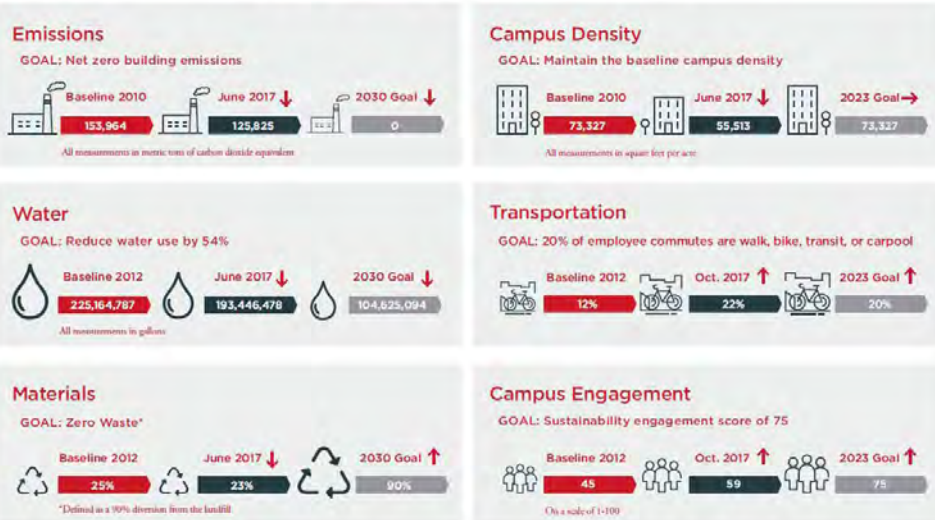 Emissions
GOAL: Net zero building emissions
Baseline 2010
June 2017
2030 Goal
153,964
125,825
0
All measurements in metric tons of carbon dioxide equivalent
Campus Density
GOAL: Maintain the baseline campus density
Baseline 2010
June 2017
2023 Goal
73,327
55,513
73,327
All measurements in square feet per acre
Water
GOAL: Reduce water use by 54%
Baseline 2012
June 2017
2030 Goal
225,164,787
193,446,478
104,625,094
All measurements in gallons
Transportation
GOAL: 20% of employee commutes are walk, bike, transit, or carpool
Baseline 2012
Oct. 2017
2023 Goal
12%
22%
20%
Materials
GOAL: Zero Waste*
Baseline 2012
June 2017
2030 Goal
25%
23%
90%
*Defined as a 90% diversion from the landfill
Campus Engagement
GOAL: Sustainability engagement score of 75
Baseline 2012
Oct. 2017
2023 Goal
45
59
75
On a scale of 1-100